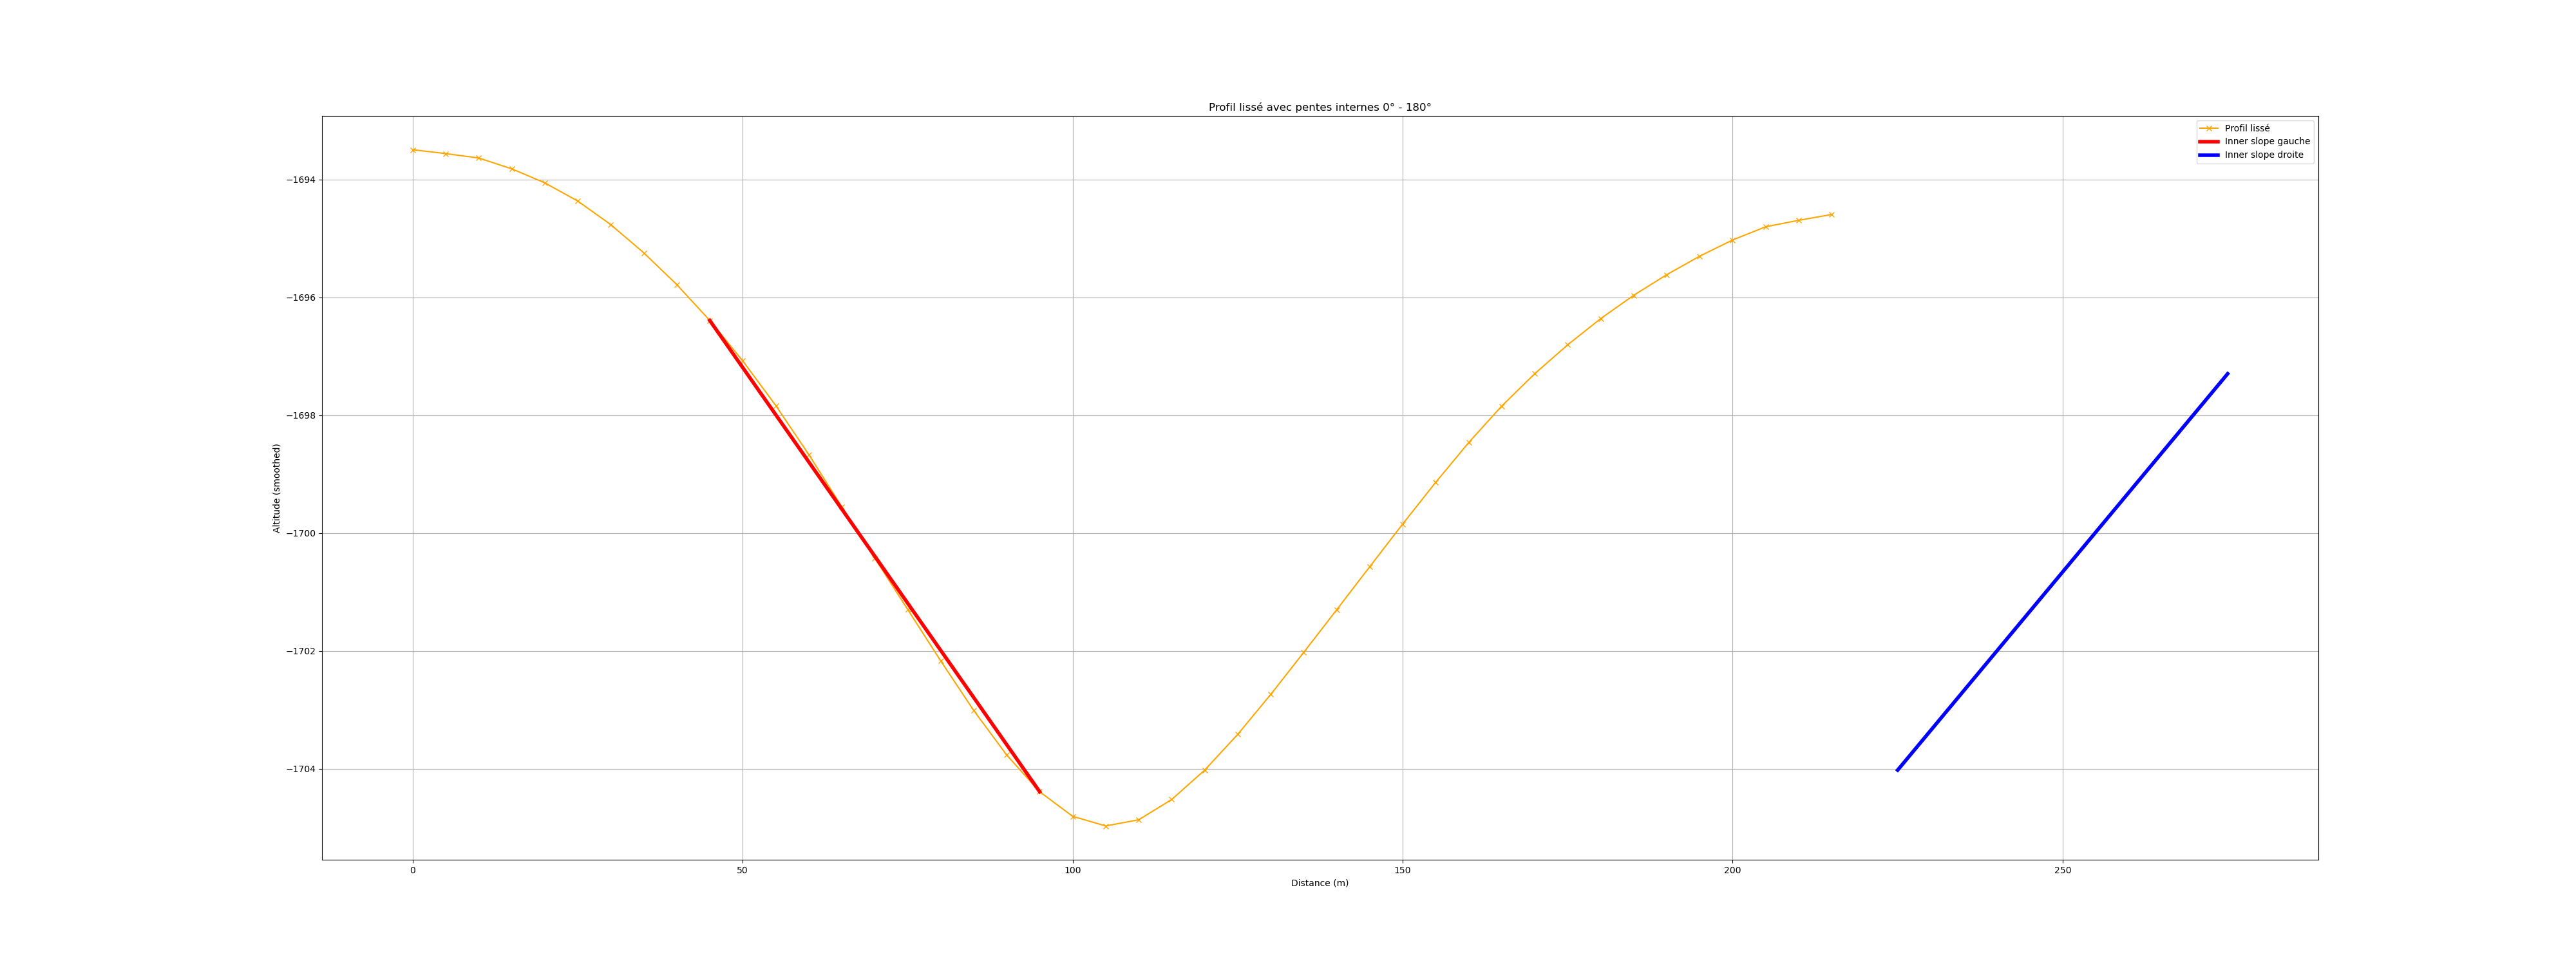 Profil lissé avec pentes internes 0° - 180°
Profil lissé
Inner slope gauche
Inner slope droite
Altitude (smoothed)
−1694
−1696
−1698
−1700
−1702
−1704
0
50
100
150
200
250
Distance (m)